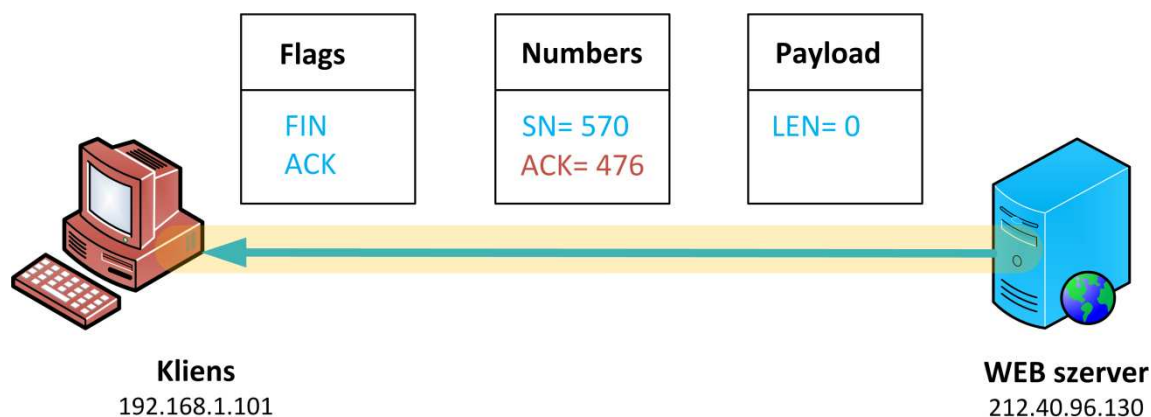 Flags
FIN
ACK
Numbers
SN= 570
ACK= 476
Payload
LEN= 0
Kliens
192.168.1.101
WEB szerver
212.40.96.130